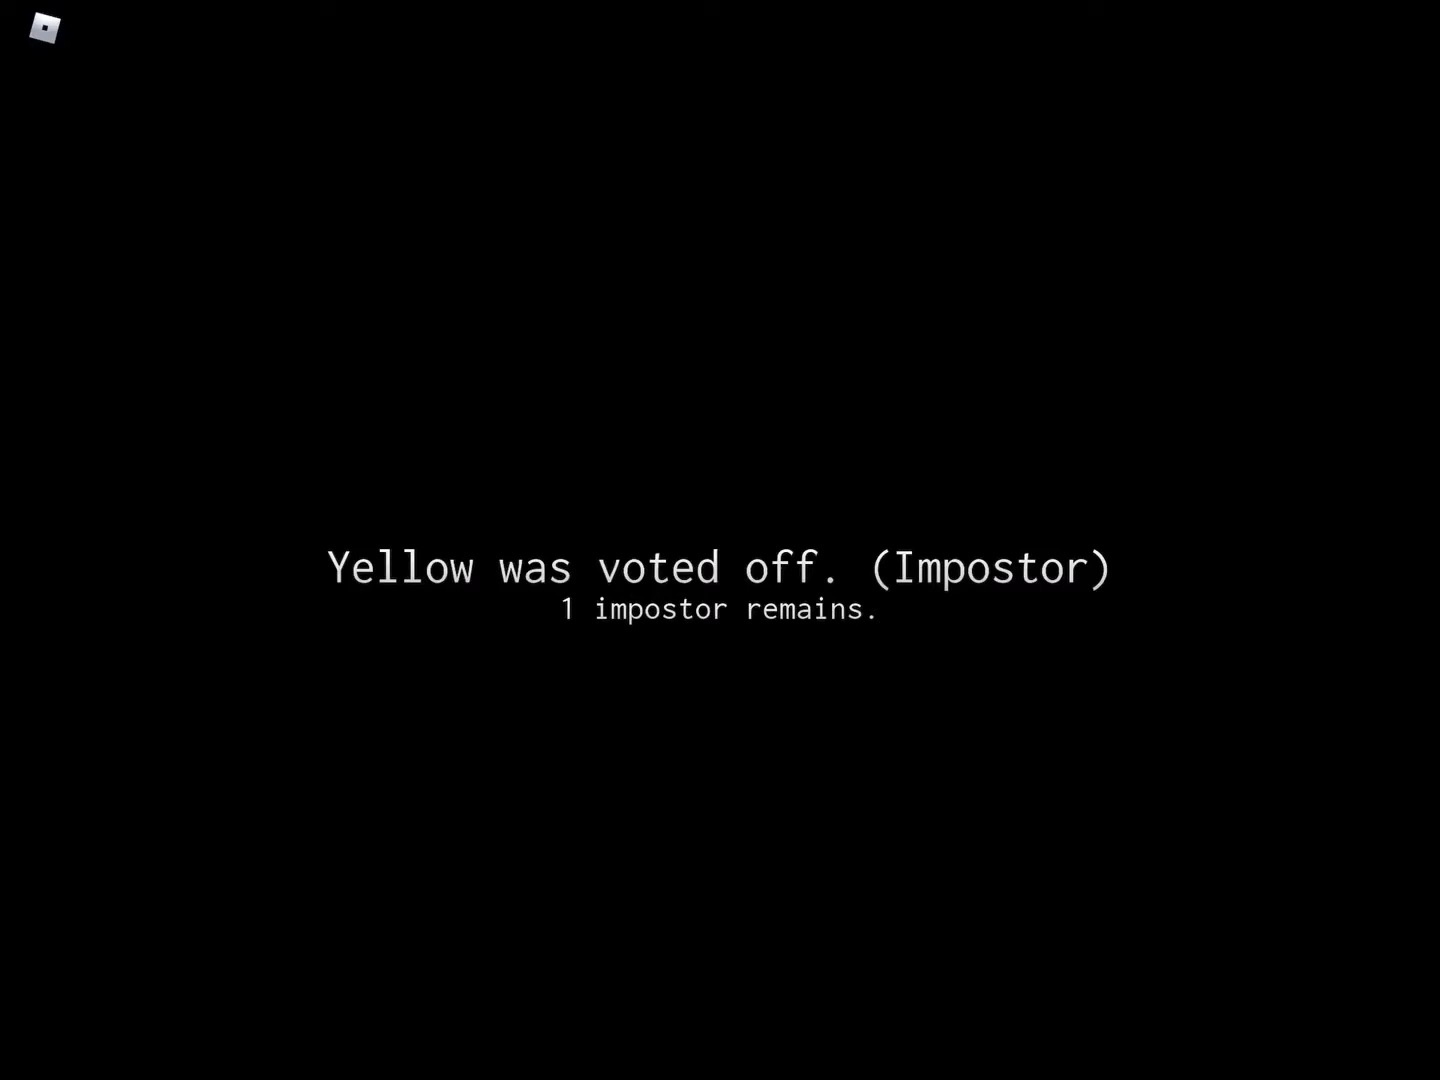 Yellow was voted off. (Impostor)
1 impostor remains.